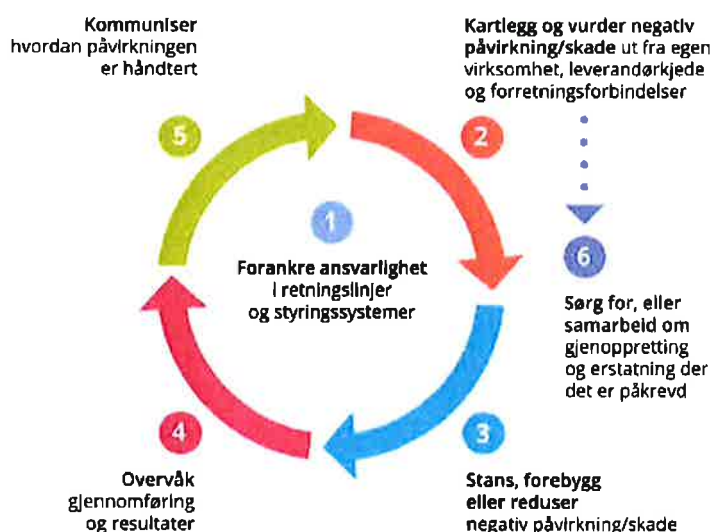 Kommuniser
hvordan påvirkningen
er håndtert
5
Kartlegg og vurder negativ
påvirkning/skade ut fra egen
virksomhet, leverandørkjede
og forretningsforbindelser
2
1
Forankre ansvarlighet
i retningslinjer
og styringssystemer
6
Sørg for, eller
samarbeid om
gjenoppretting
og erstatning der
det er påkrevd
4
Overvåk
gjennomføring
og resultater
3
Stans, forebygg
eller reduser
negativ påvirkning/skade